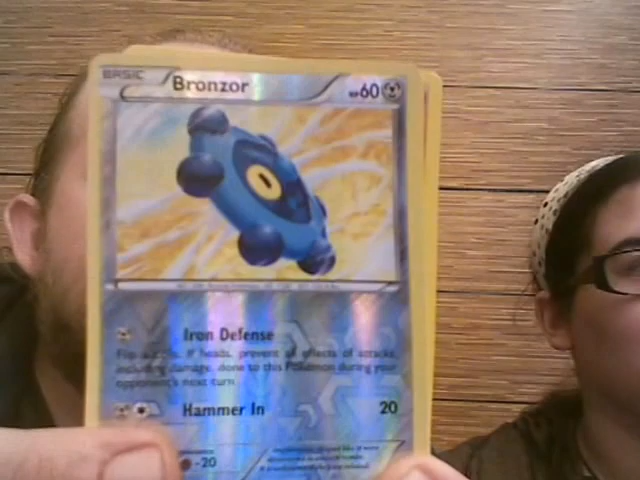 BASIC Bronzor HP60
Iron Defense
Flip a coin. If heads, prevent all effects of attacks,
including damage, done to this Pokémon during your
opponent's next turn.
Hammer In 20
-20